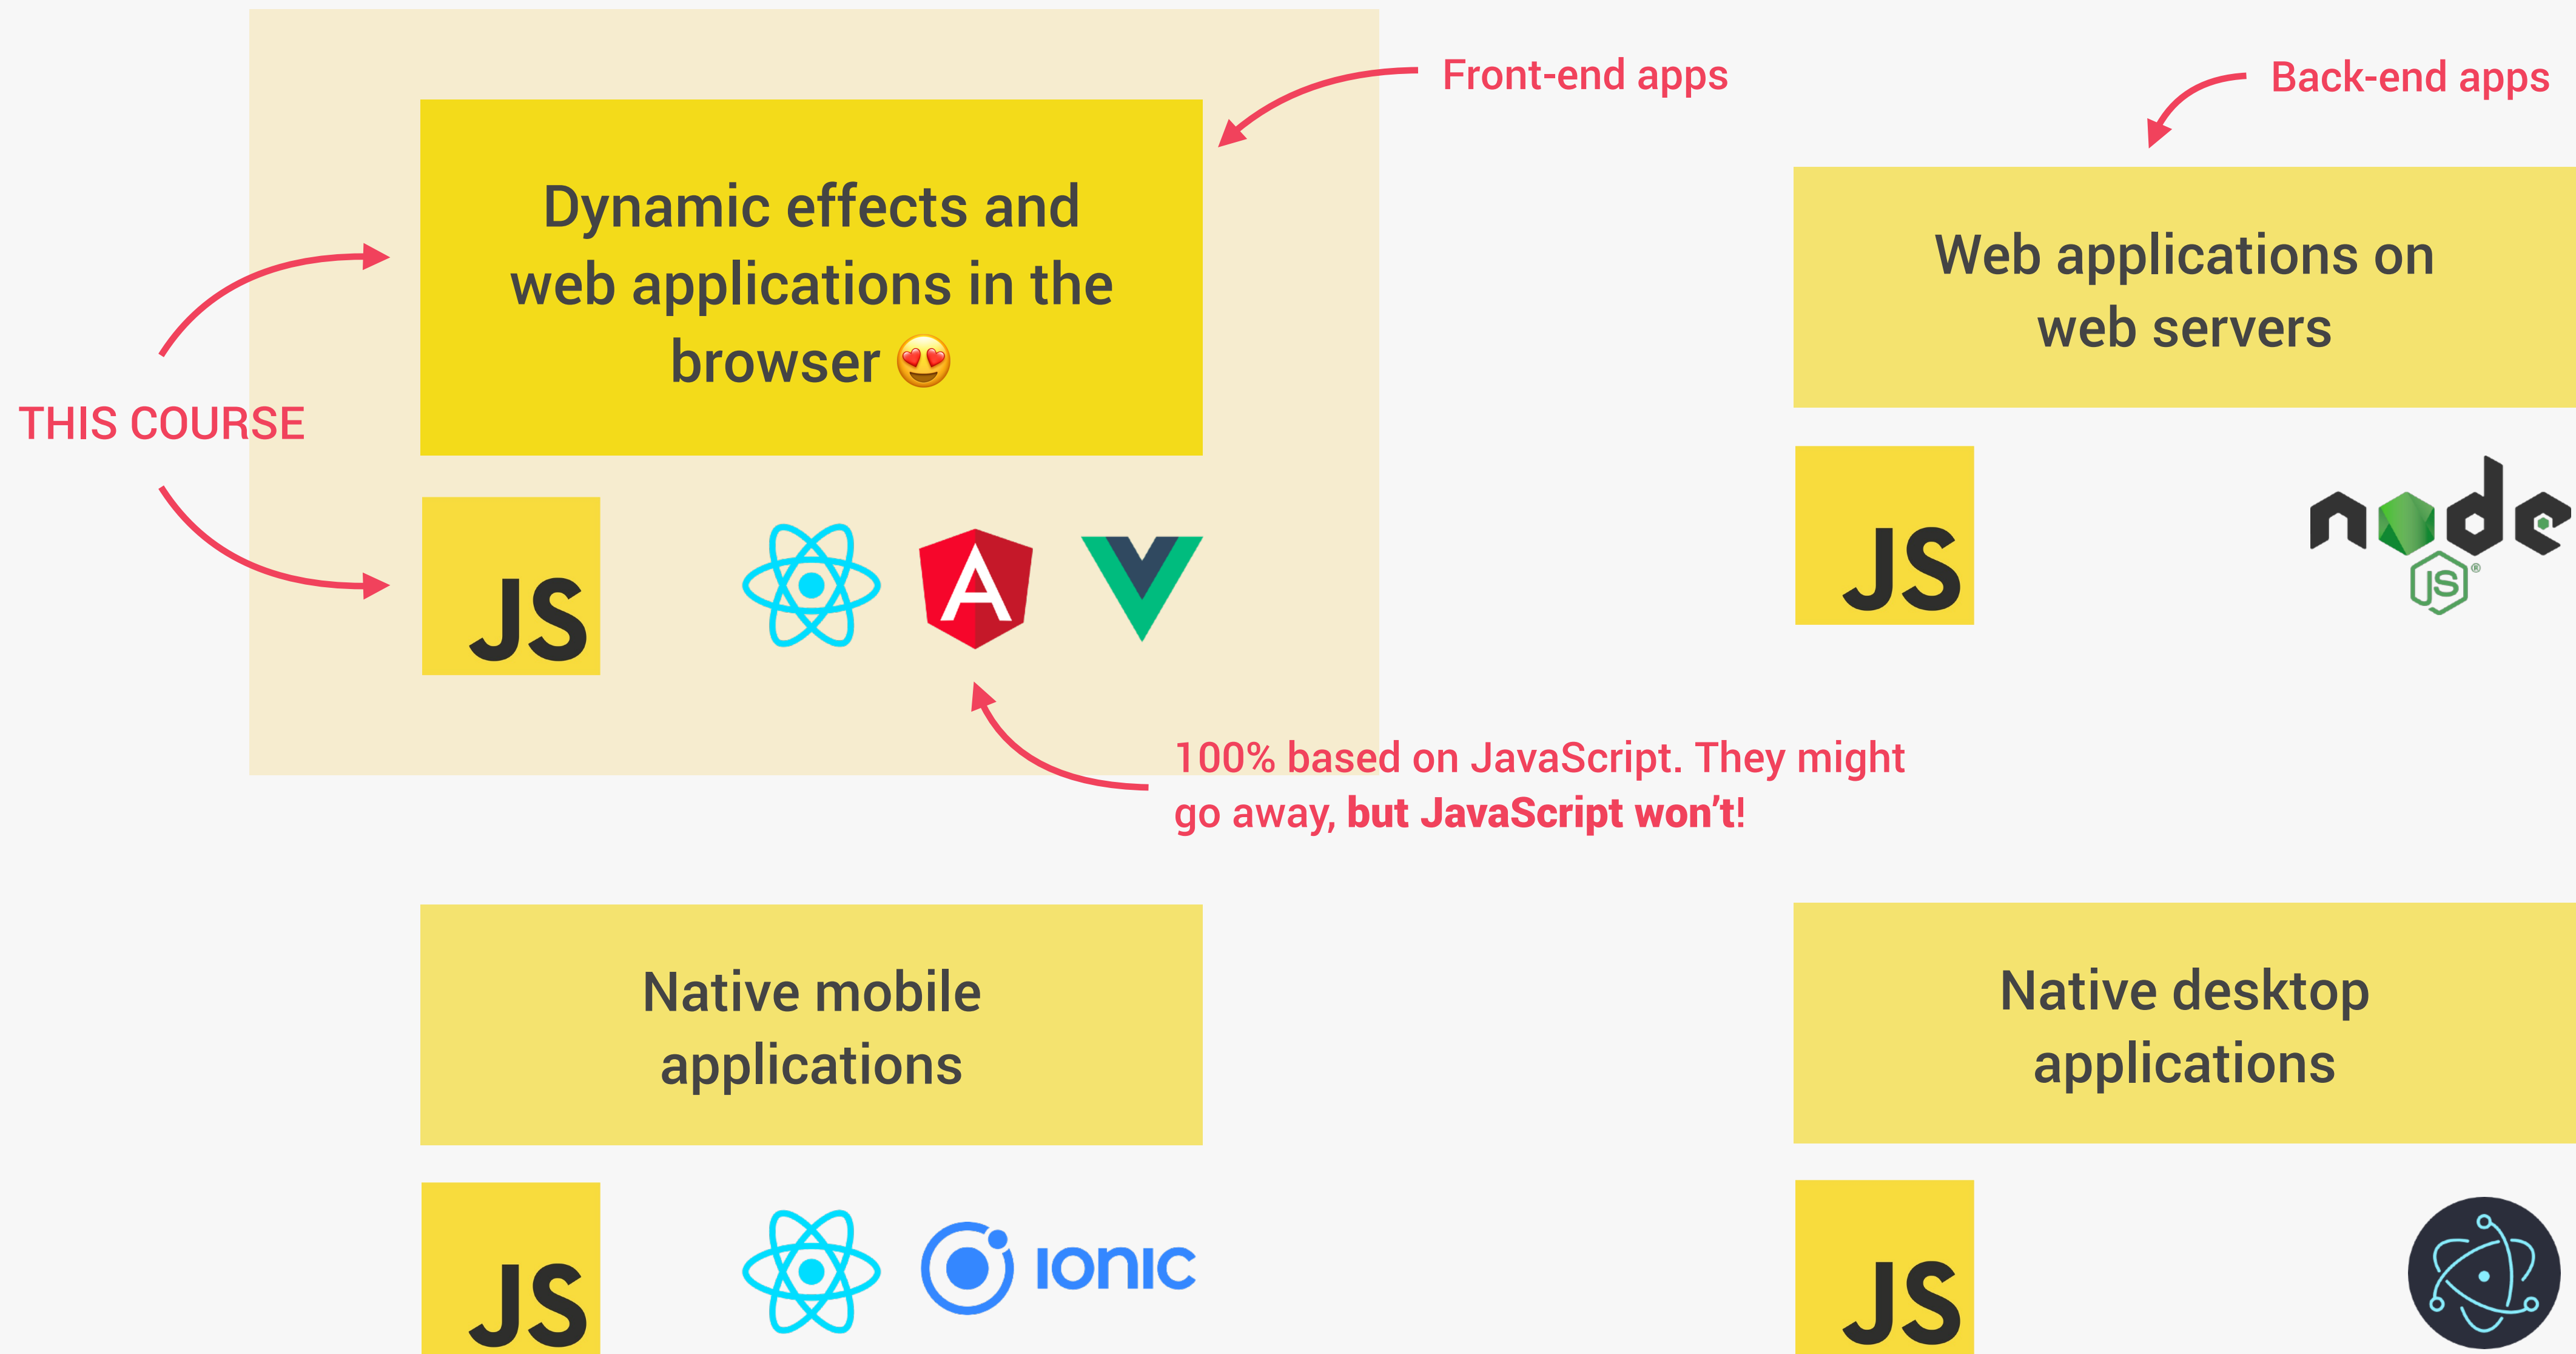 Front-end apps
Back-end apps
Dynamic effects and
web applications in the
browser 😍
Web applications on
web servers
THIS COURSE
JS
JS
node
JS
®
A
100% based on JavaScript. They might
go away, but JavaScript won’t!
Native mobile
applications
Native desktop
applications
JS
IONIC
JS